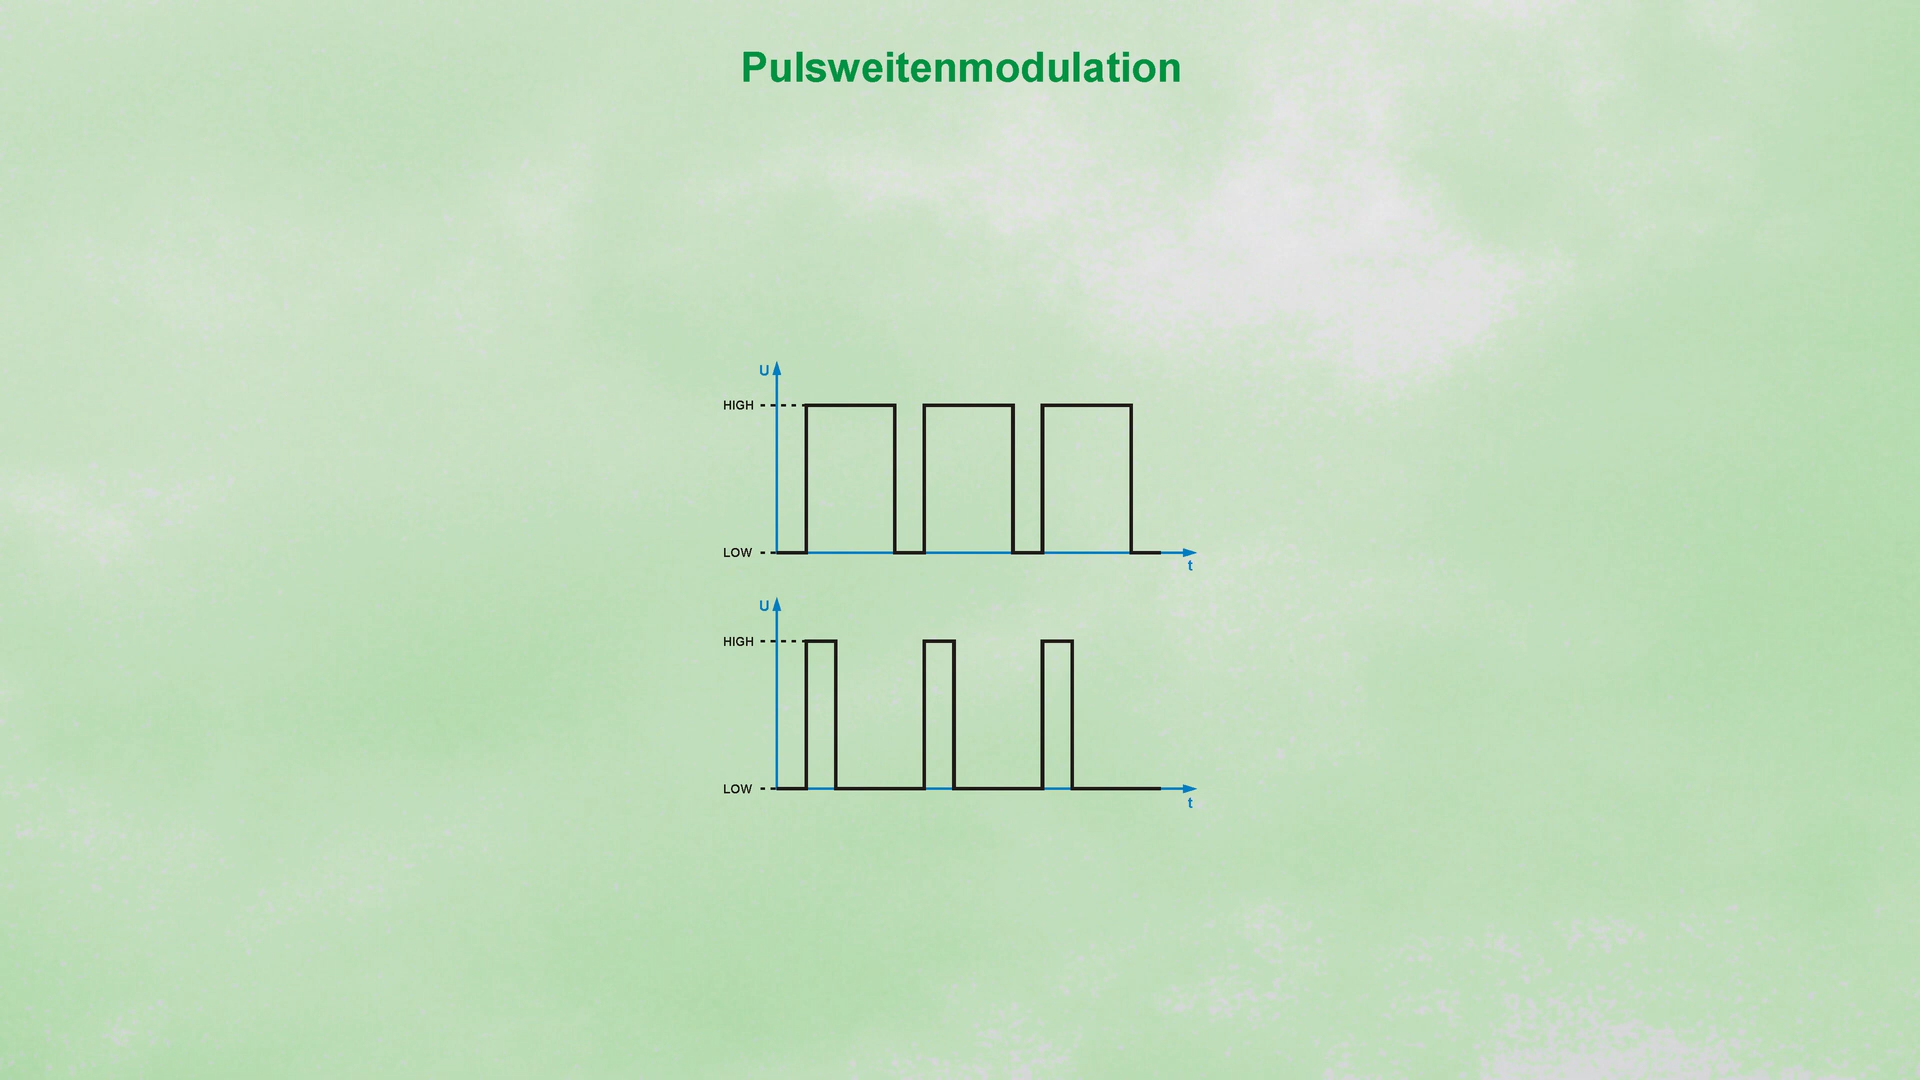 Pulsweitenmodulation
U
HIGH
LOW
t
U
HIGH
LOW
t